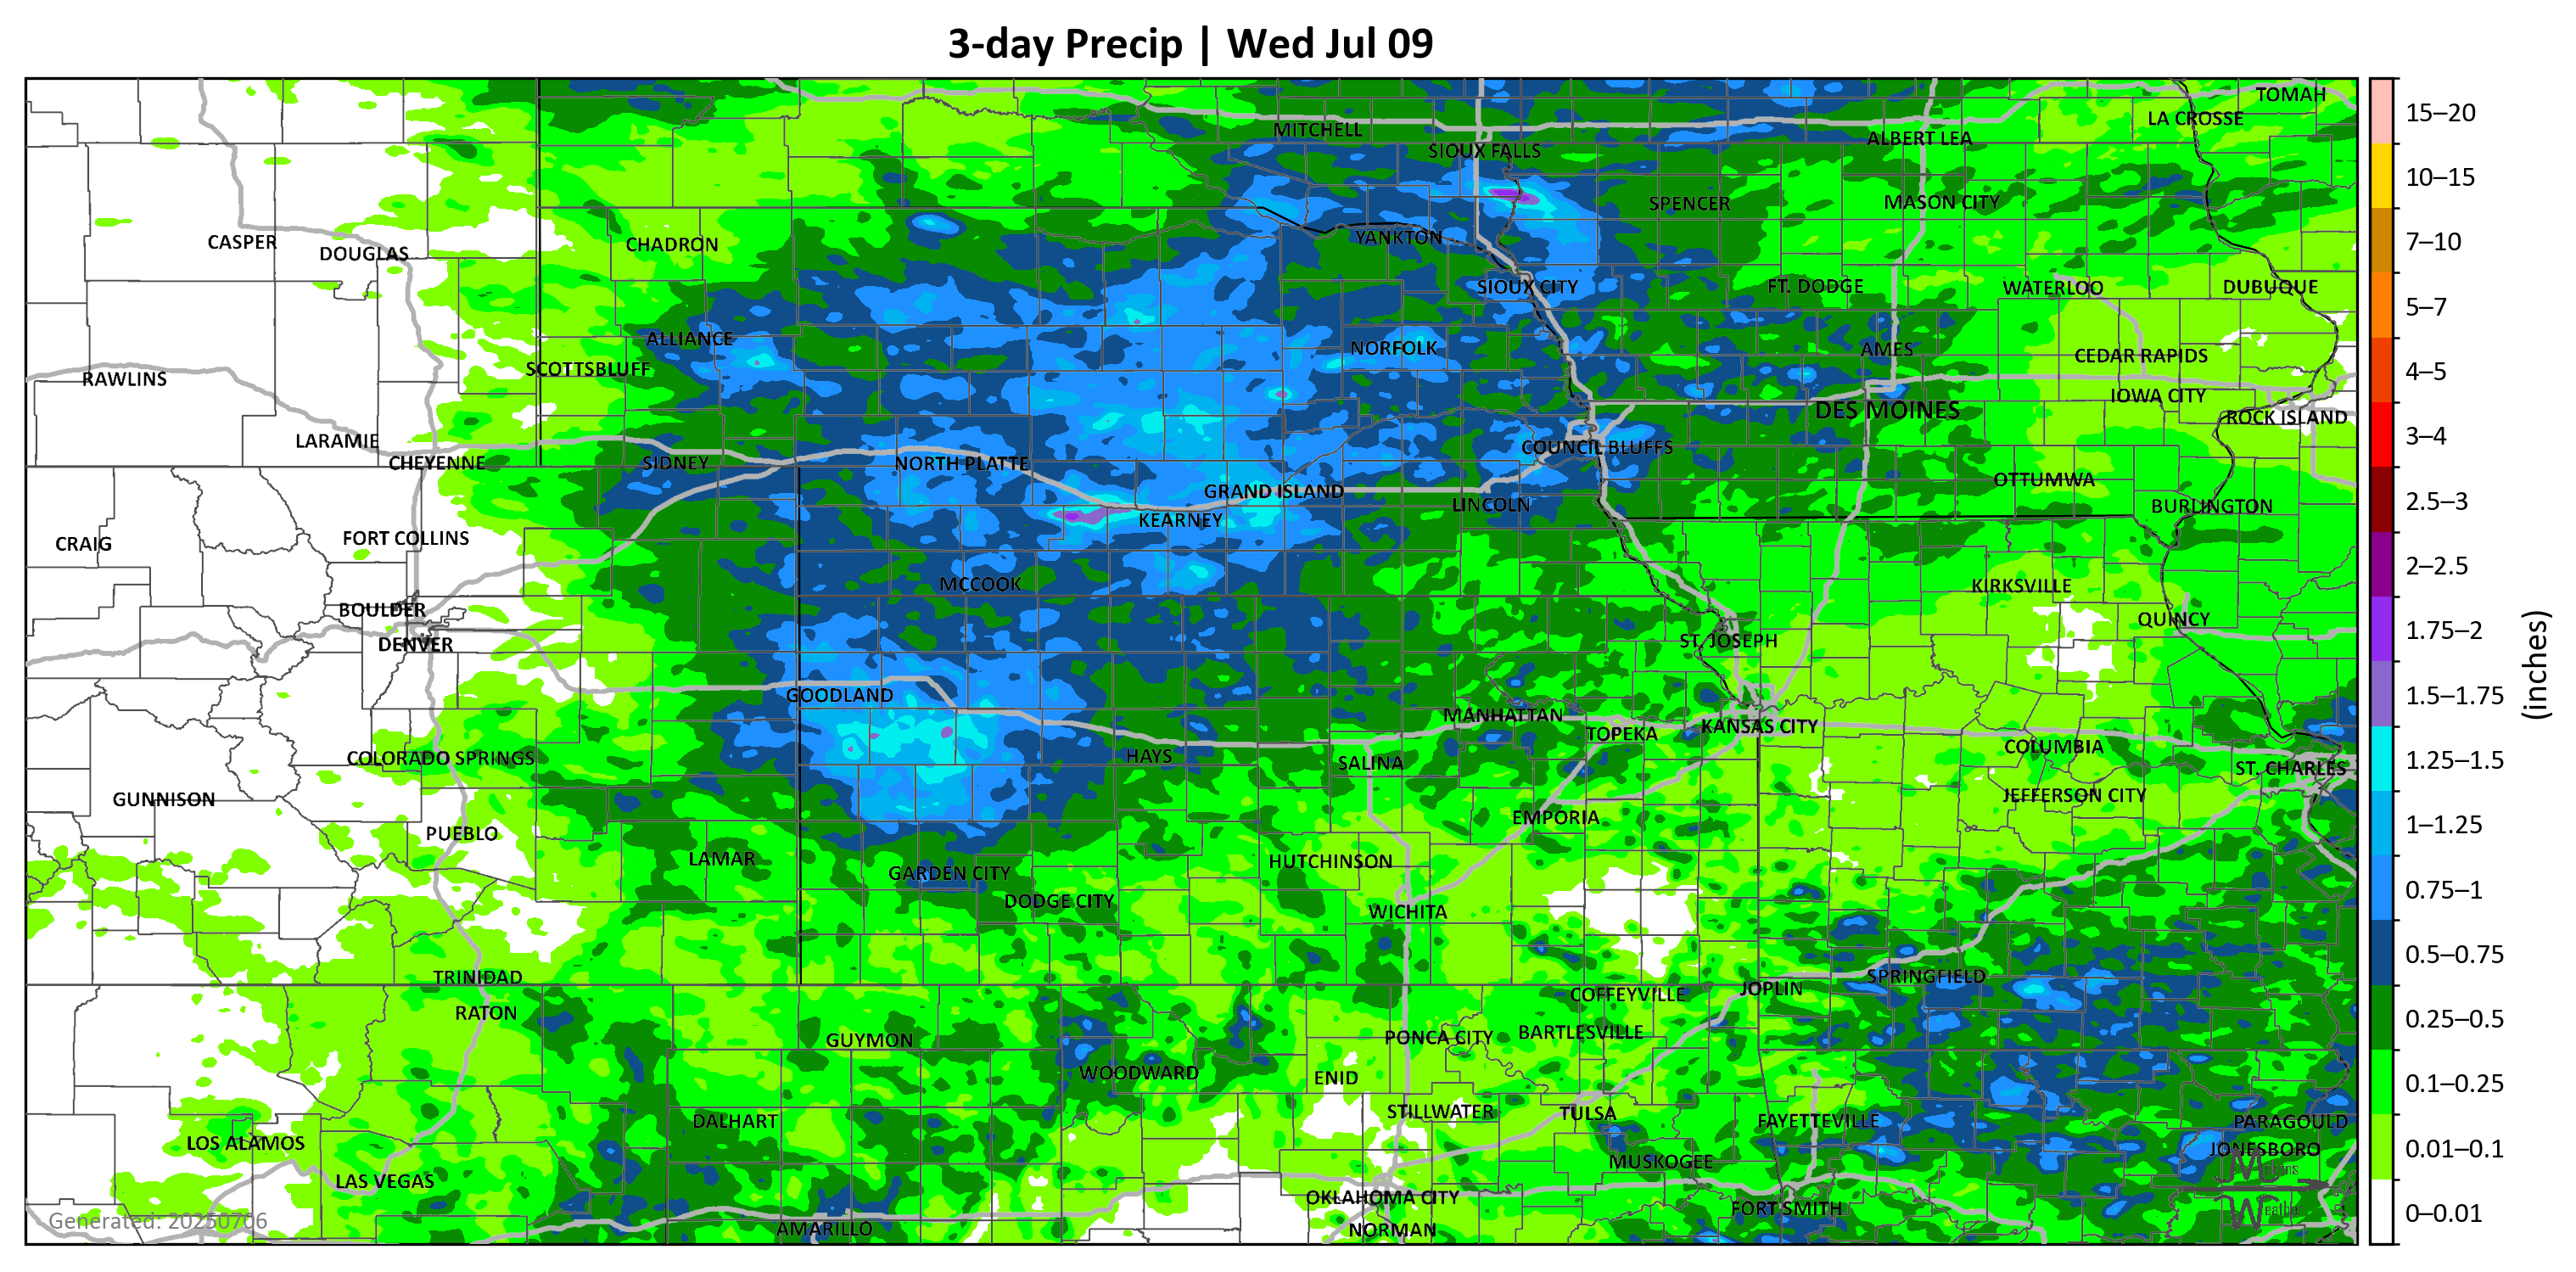 3-day Precip | Wed Jul 09
TOMAH
LA CROSSE
MITCHELL
ALBERT LEA
SIOUX FALLS
SPENCER
MASON CITY
YANKTON
CASPER
CHADRON
DOUGLAS
SIOUX CITY
FT. DODGE
WATERLOO
DUBUQUE
ALLIANCE
NORFOLK
AMES
CEDAR RAPIDS
SCOTTSBLUFF
RAWLINS
IOWA CITY
DES MOINES
ROCK ISLAND
LARAMIE
COUNCIL BLUFFS
CHEYENNE
SIDNEY
NORTH PLATTE
OTTUMWA
GRAND ISLAND
LINCOLN
BURLINGTON
KEARNEY
FORT COLLINS
CRAIG
MCCOOK
KIRKSVILLE
BOULDER
QUINCY
DENVER
ST. JOSEPH
GOODLAND
MANHATTAN
KANSAS CITY
TOPEKA
COLUMBIA
COLORADO SPRINGS
HAYS
SALINA
ST. CHARLES
GUNNISON
JEFFERSON CITY
EMPORIA
PUEBLO
LAMAR
HUTCHINSON
GARDEN CITY
DODGE CITY
WICHITA
TRINIDAD
SPRINGFIELD
JOPLIN
COFFEYVILLE
RATON
BARTLESVILLE
PONCA CITY
GUYMON
WOODWARD
ENID
STILLWATER
TULSA
DALHART
FAYETTEVILLE
PARAGOULD
LOS ALAMOS
JONESBORO
MUSKOGEE
LAS VEGAS
OKLAHOMA CITY
FORT SMITH
AMARILLO
NORMAN
Generated: 20250706
15–20
10–15
7–10
5–7
4–5
3–4
2.5–3
2–2.5
1.75–2
1.5–1.75
1.25–1.5
1–1.25
0.75–1
0.5–0.75
0.25–0.5
0.1–0.25
0.01–0.1
0–0.01
(inches)